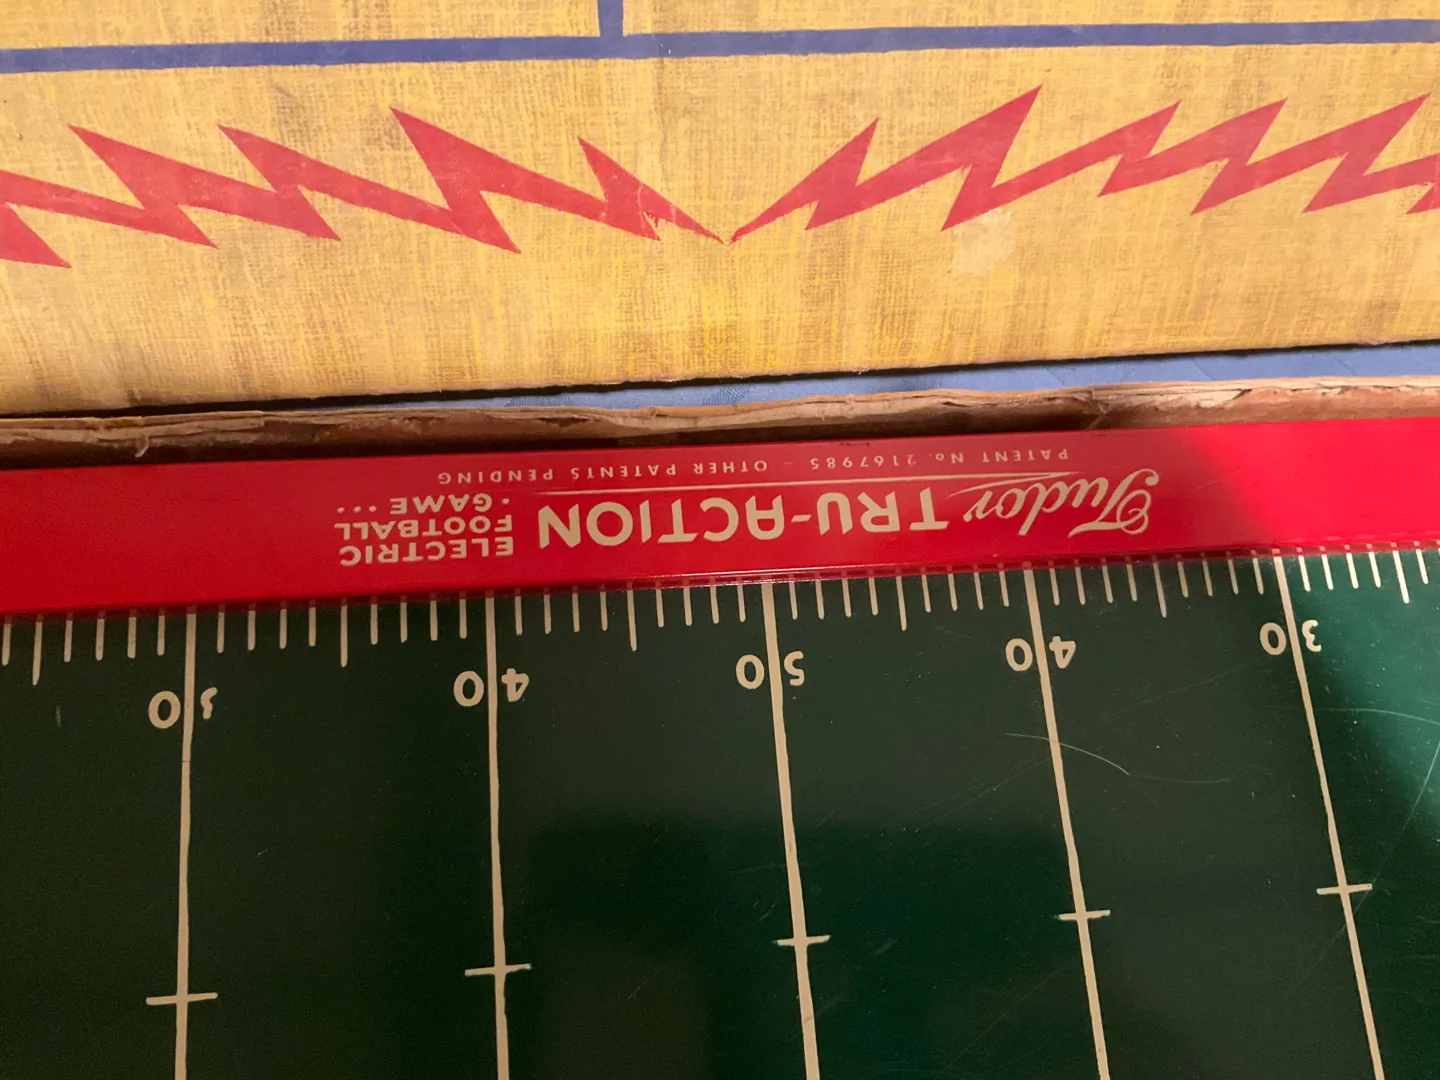 Tudor TRU-ACTION ELECTRIC FOOTBALL GAME...
PATENT No. 2167985 – OTHER PATENTS PENDING
30 40 50 40 30